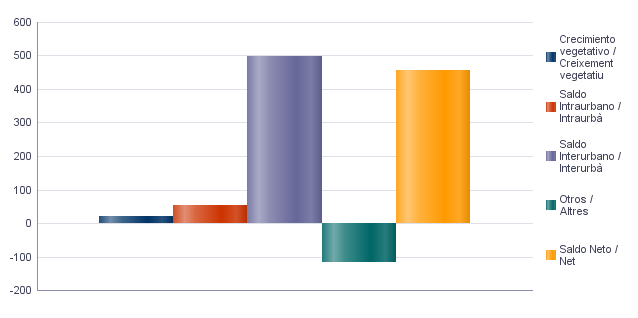 600
500
400
300
200
100
0
-100
-200
Crecimiento
vegetativo /
Creixement
vegetatiu
Saldo
Intraurbano /
Intraurbà
Saldo
Interurbano /
Interurbà
Otros /
Altres
Saldo Neto /
Net